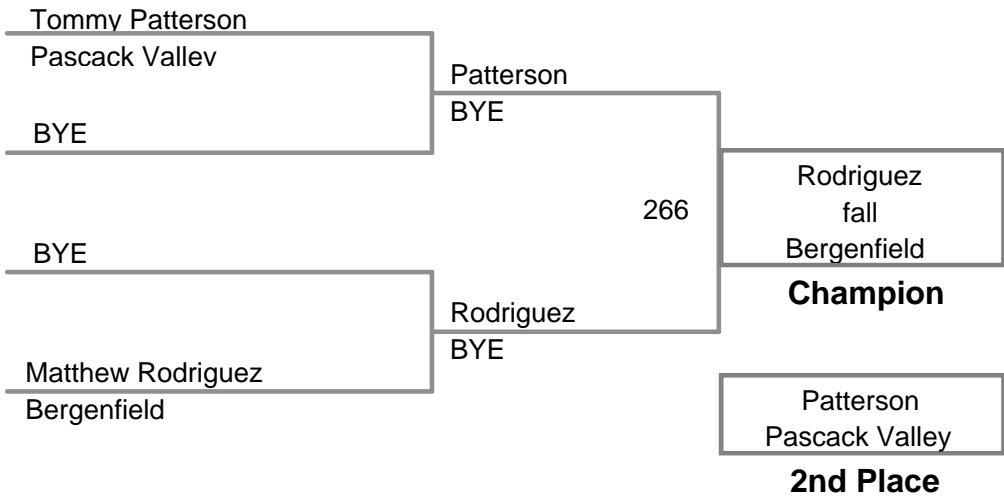 Tommy Patterson
Pascack Valley
BYE
Patterson
BYE
BYE
Matthew Rodriguez
Bergenfield
Rodriguez
BYE
266
Rodriguez
fall
Bergenfield
Champion
Patterson
Pascack Valley
2nd Place